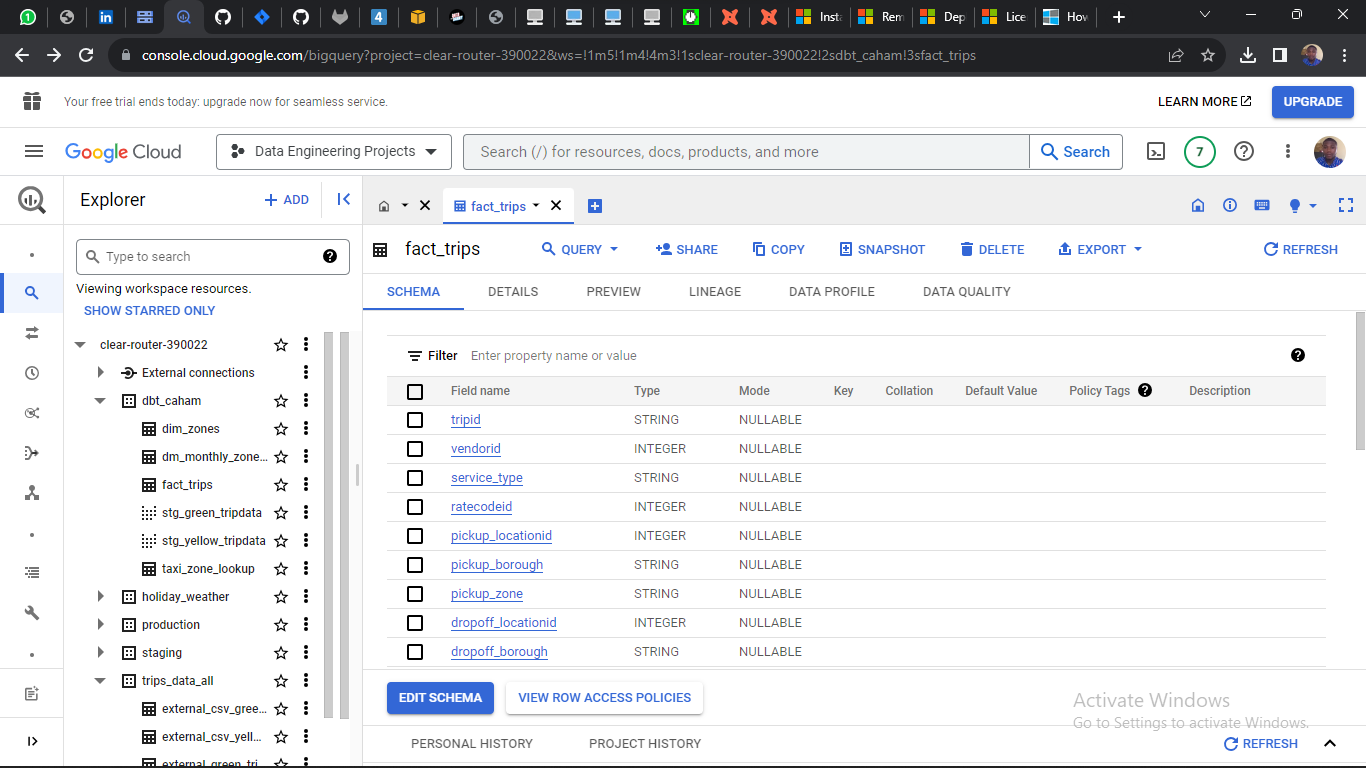 1
4
Insta
Rem
Dep
Lice
How
console.cloud.google.com/bigquery?project=clear-router-390022&ws=!1m5!1m4!4m3!1sclear-router-390022!2sdbt_caham!3sfact_trips
Your free trial ends today: upgrade now for seamless service.
LEARN MORE
UPGRADE
Google Cloud
Data Engineering Projects
Search (/) for resources, docs, products, and more
Search
7
Explorer
+ ADD
fact_trips
Type to search
fact_trips
QUERY
SHARE
COPY
SNAPSHOT
DELETE
EXPORT
REFRESH
Viewing workspace resources.
SHOW STARRED ONLY
SCHEMA
DETAILS
PREVIEW
LINEAGE
DATA PROFILE
DATA QUALITY
clear-router-390022
External connections
dbt_caham
dim_zones
dm_monthly_zone...
fact_trips
stg_green_tripdata
stg_yellow_tripdata
taxi_zone_lookup
holiday_weather
production
staging
trips_data_all
external_csv_gree...
external_csv_yell...
external_green_tri...
Filter Enter property name or value
Field name Type Mode Key Collation Default Value Policy Tags Description
tripid STRING NULLABLE
vendorid INTEGER NULLABLE
service_type STRING NULLABLE
ratecodeid INTEGER NULLABLE
pickup_locationid INTEGER NULLABLE
pickup_borough STRING NULLABLE
pickup_zone STRING NULLABLE
dropoff_locationid INTEGER NULLABLE
dropoff_borough STRING NULLABLE
EDIT SCHEMA
VIEW ROW ACCESS POLICIES
Activate Windows
Go to Settings to activate Windows.
PERSONAL HISTORY
PROJECT HISTORY
REFRESH